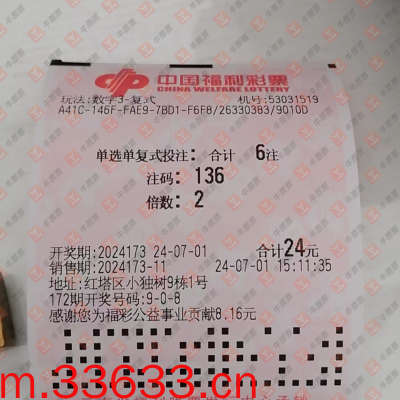 中国福利彩票
CHINA WELFARE LOTTERY
玩法:数字3-复式 机号:53031519
A41C-146F-FAE9-7BD1-F6F8/26330383/9010D
单选单复式投注: 合计 6注
注码: 136
倍数: 2
开奖期:2024173 24-07-01 合计24元
销售期:2024173-11 24-07-01 15:11:35
地址:红塔区小独树9栋1号
172期开奖号码:9-0-8
感谢您为福彩公益事业贡献8.16元
m.33633.cn